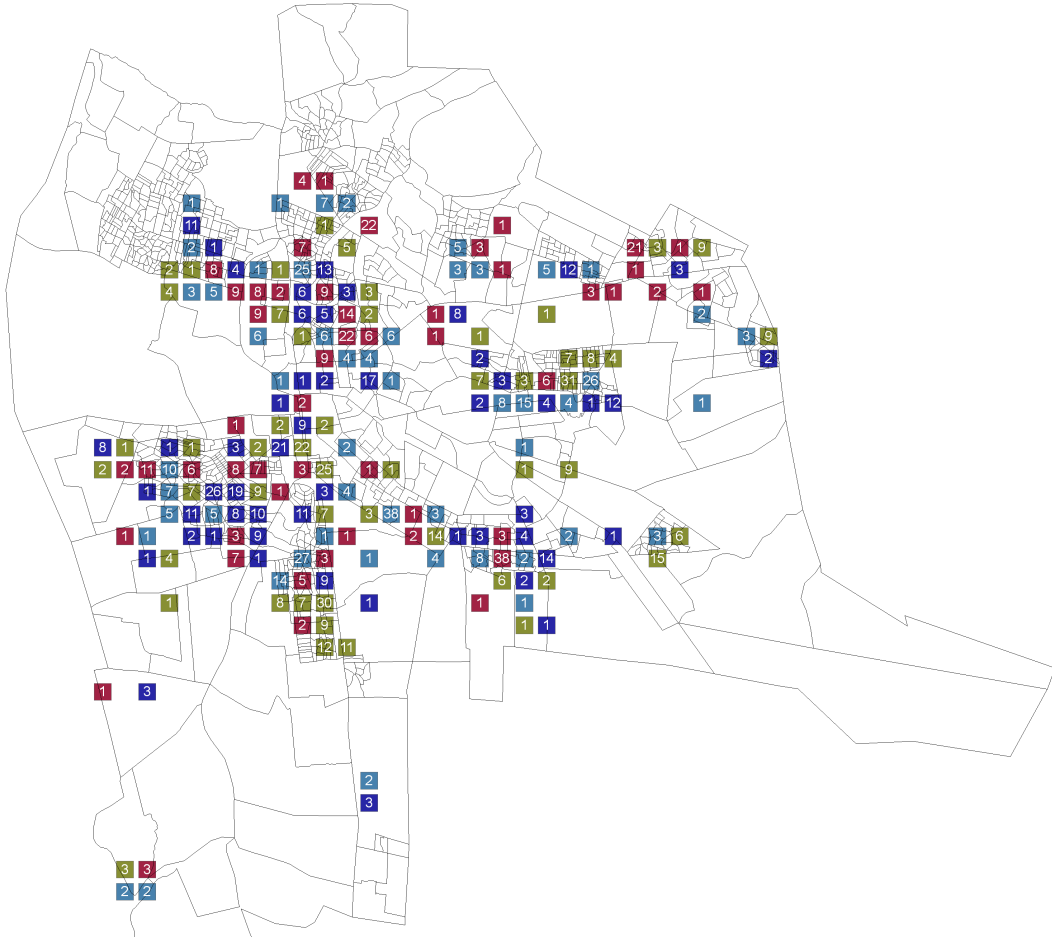 4 1
1 1 7 2
11 1 22 1
2 1 7 5 5 3 21 3 1 9
2 1 8 4 1 1 25 13 3 3 1 5 12 1 1 3
4 3 5 9 8 2 6 9 3 3 3 1 2 1
9 7 6 5 14 2 1 8 1 2
6 1 6 22 6 6 1 1 3 9
9 4 4 2 7 8 4 2
1 1 2 17 1 7 3 3 6 31 26
1 2 2 8 15 4 4 1 12 1
1 2 9 2
8 1 1 1 3 2 21 22 2 1
2 2 11 10 6 8 7 3 25 1 1 1 9
1 7 7 26 19 9 1 3 4
5 11 5 8 10 11 7 3 38 1 3 3
1 1 2 1 3 9 1 1 2 14 1 3 3 4 2 1 3 6
1 4 7 1 27 3 1 4 8 38 2 14 15
14 5 9 6 2 2
1 8 7 30 1 1 1
2 9 1 1
12 11
1 3
2
3
3 3
2 2